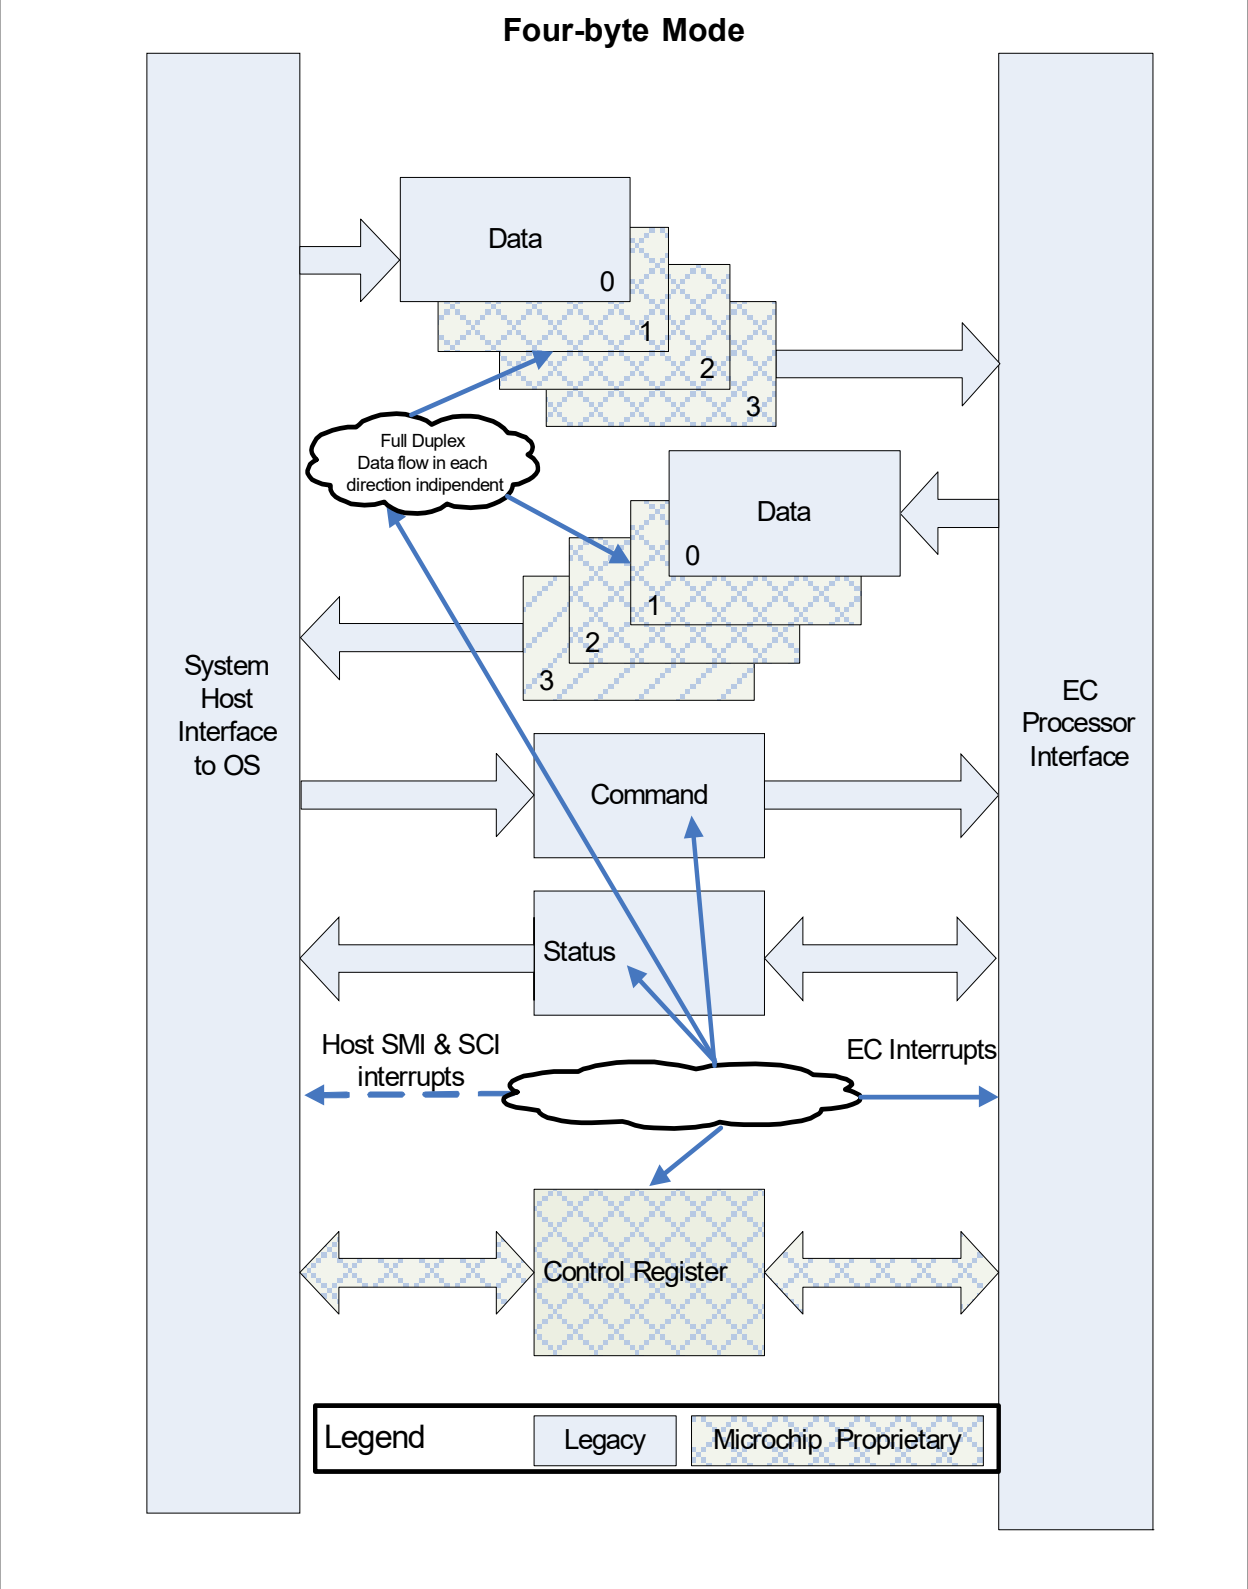 Four-byte Mode
Data
0
1
2
3
Full Duplex
Data flow in each
direction indipendent
Data
0
1
2
3
System
Host
Interface
to OS
EC
Processor
Interface
Command
Status
Host SMI & SCI
interrupts
EC Interrupts
Control Register
Legend
Legacy
Microchip Proprietary